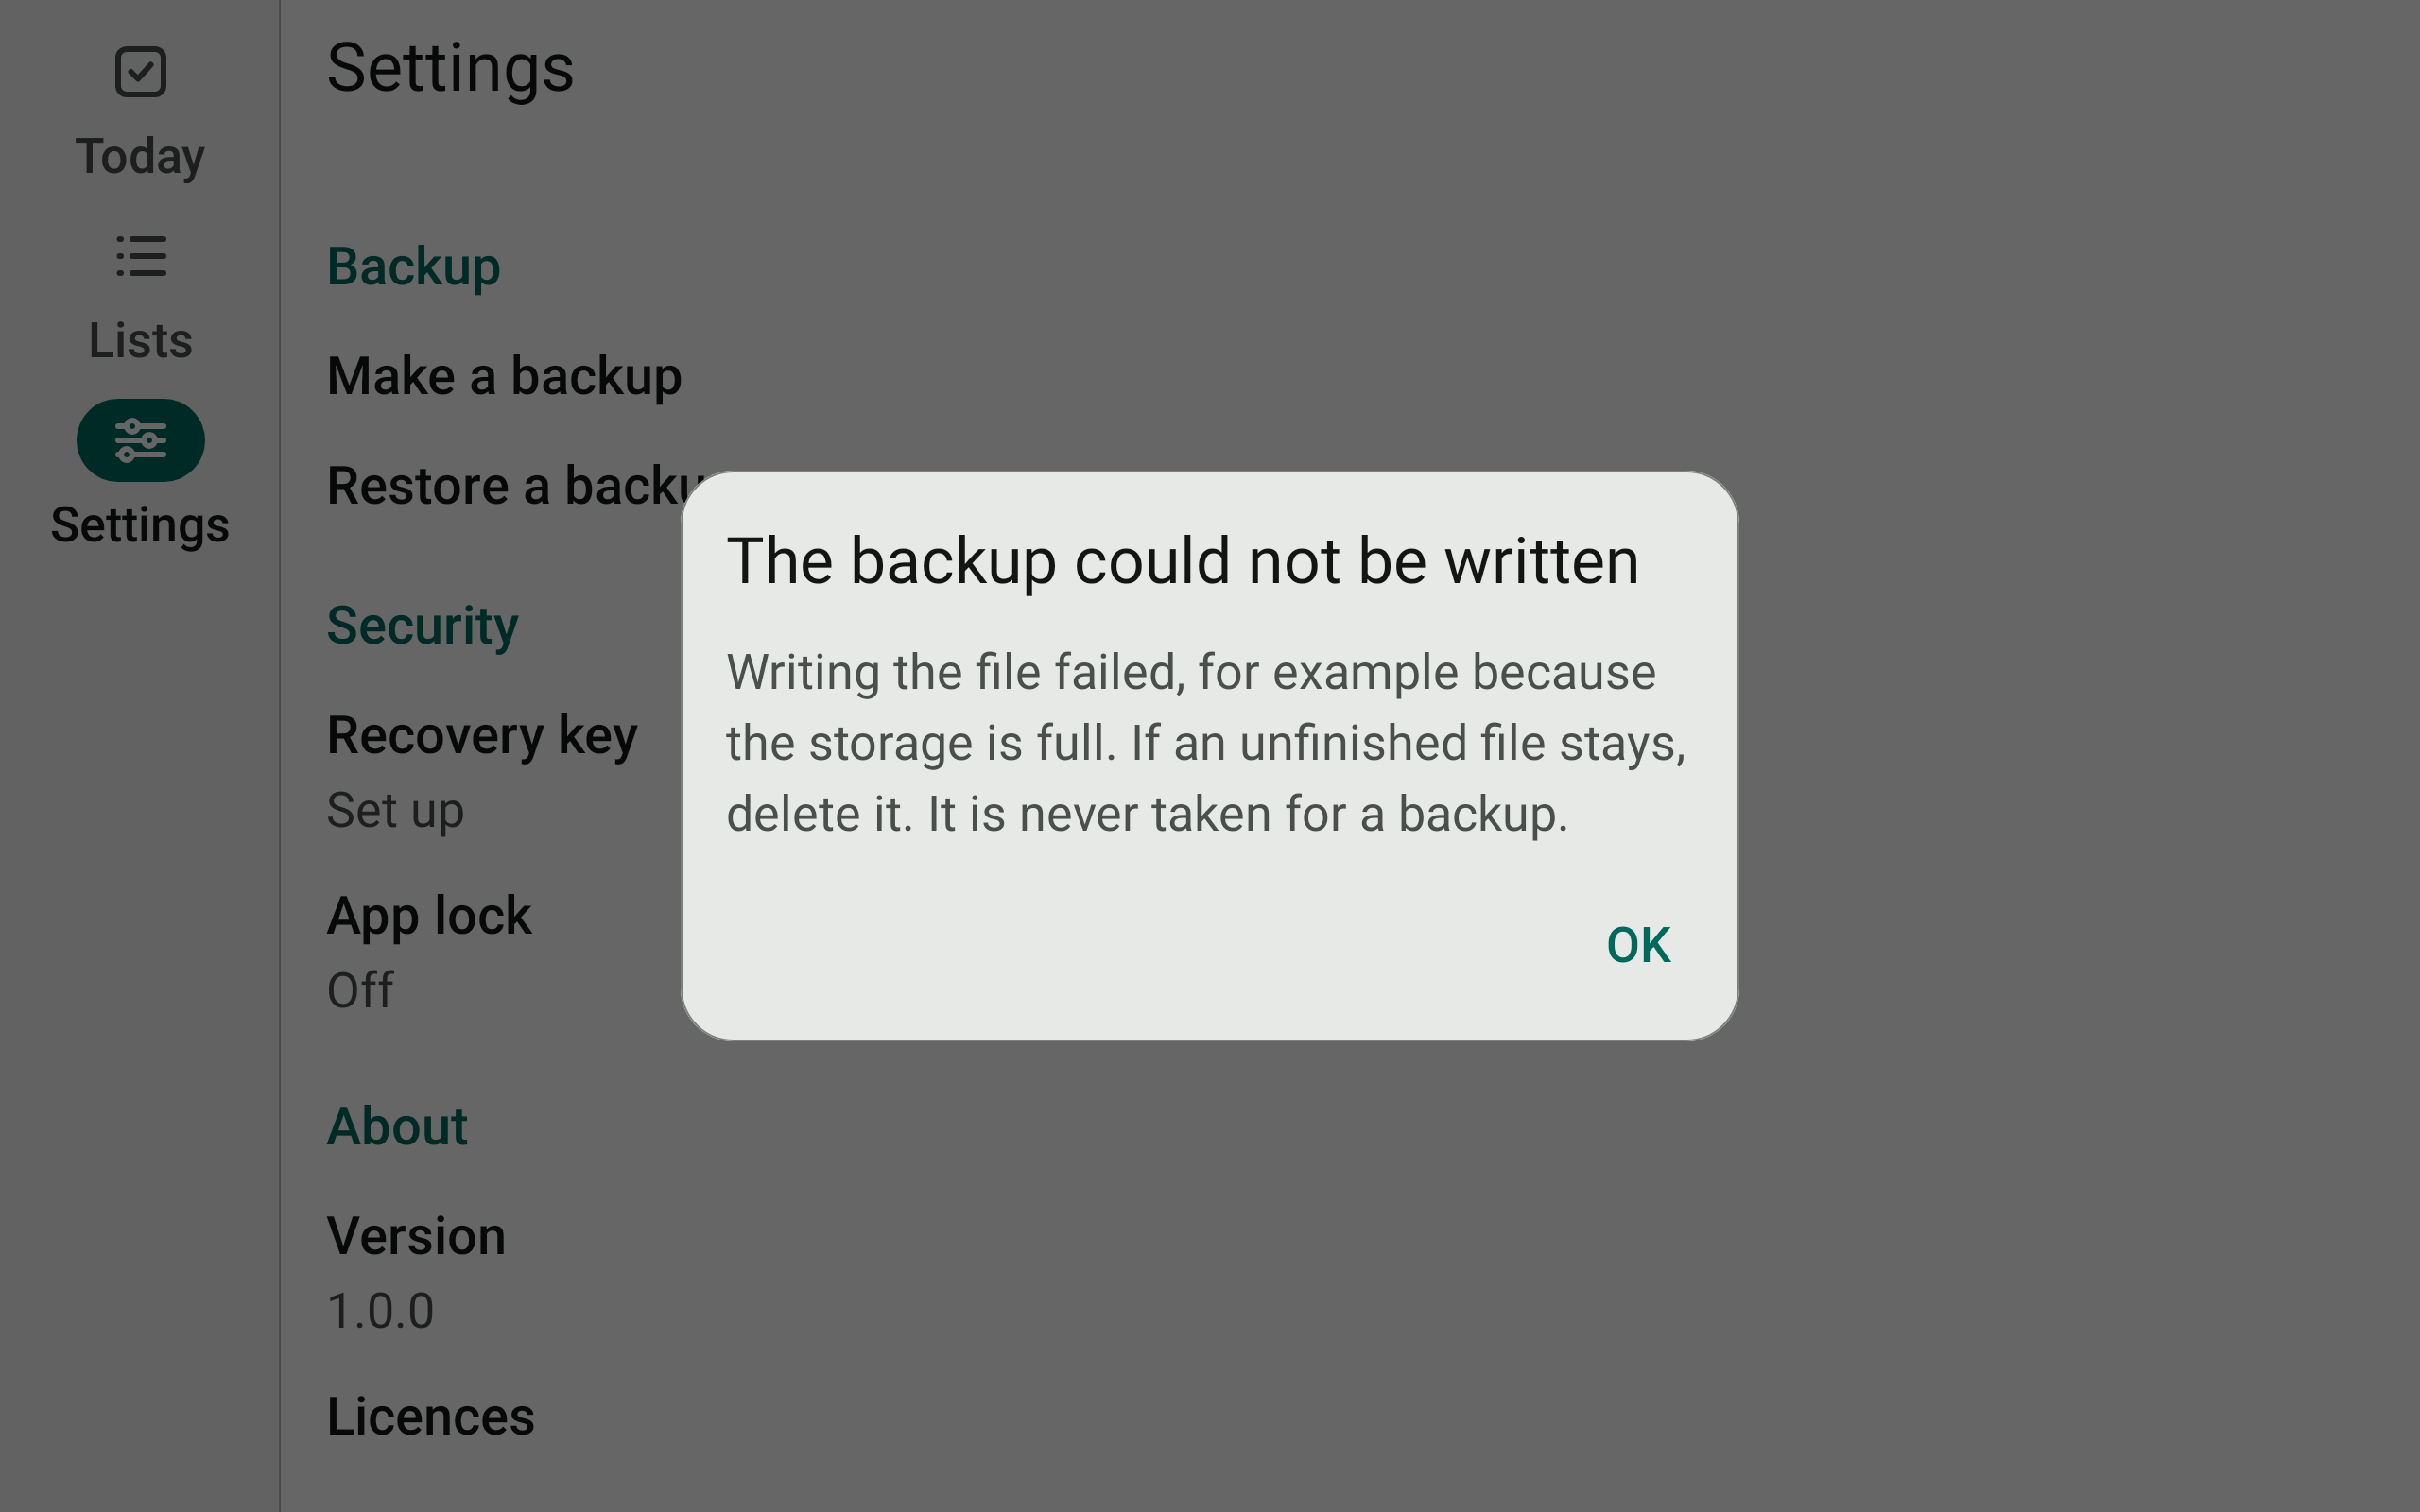 Today
Lists
Settings
Settings
Backup
Make a backup
Restore a backu
Security
Recovery key
Set up
App lock
Off
About
Version
1.0.0
Licences
The backup could not be written
Writing the file failed, for example because
the storage is full. If an unfinished file stays,
delete it. It is never taken for a backup.
OK